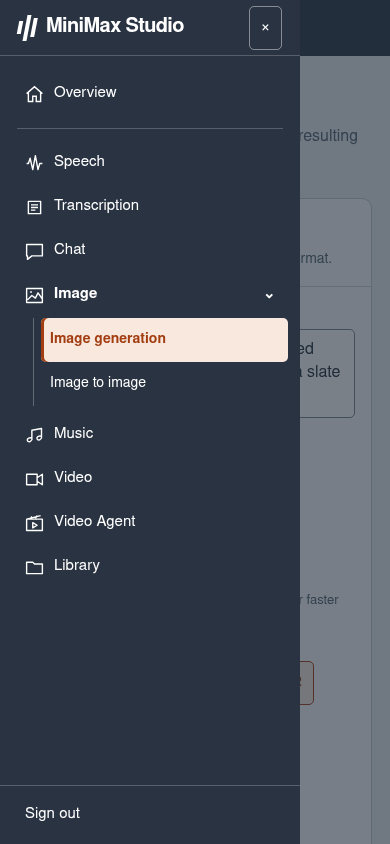 MiniMax Studio
×
Overview
resulting
Speech
Transcription
Chat
rmat.
Image
Image generation
ed
a slate
Image to image
Music
Video
Video Agent
Library
r faster
Sign out